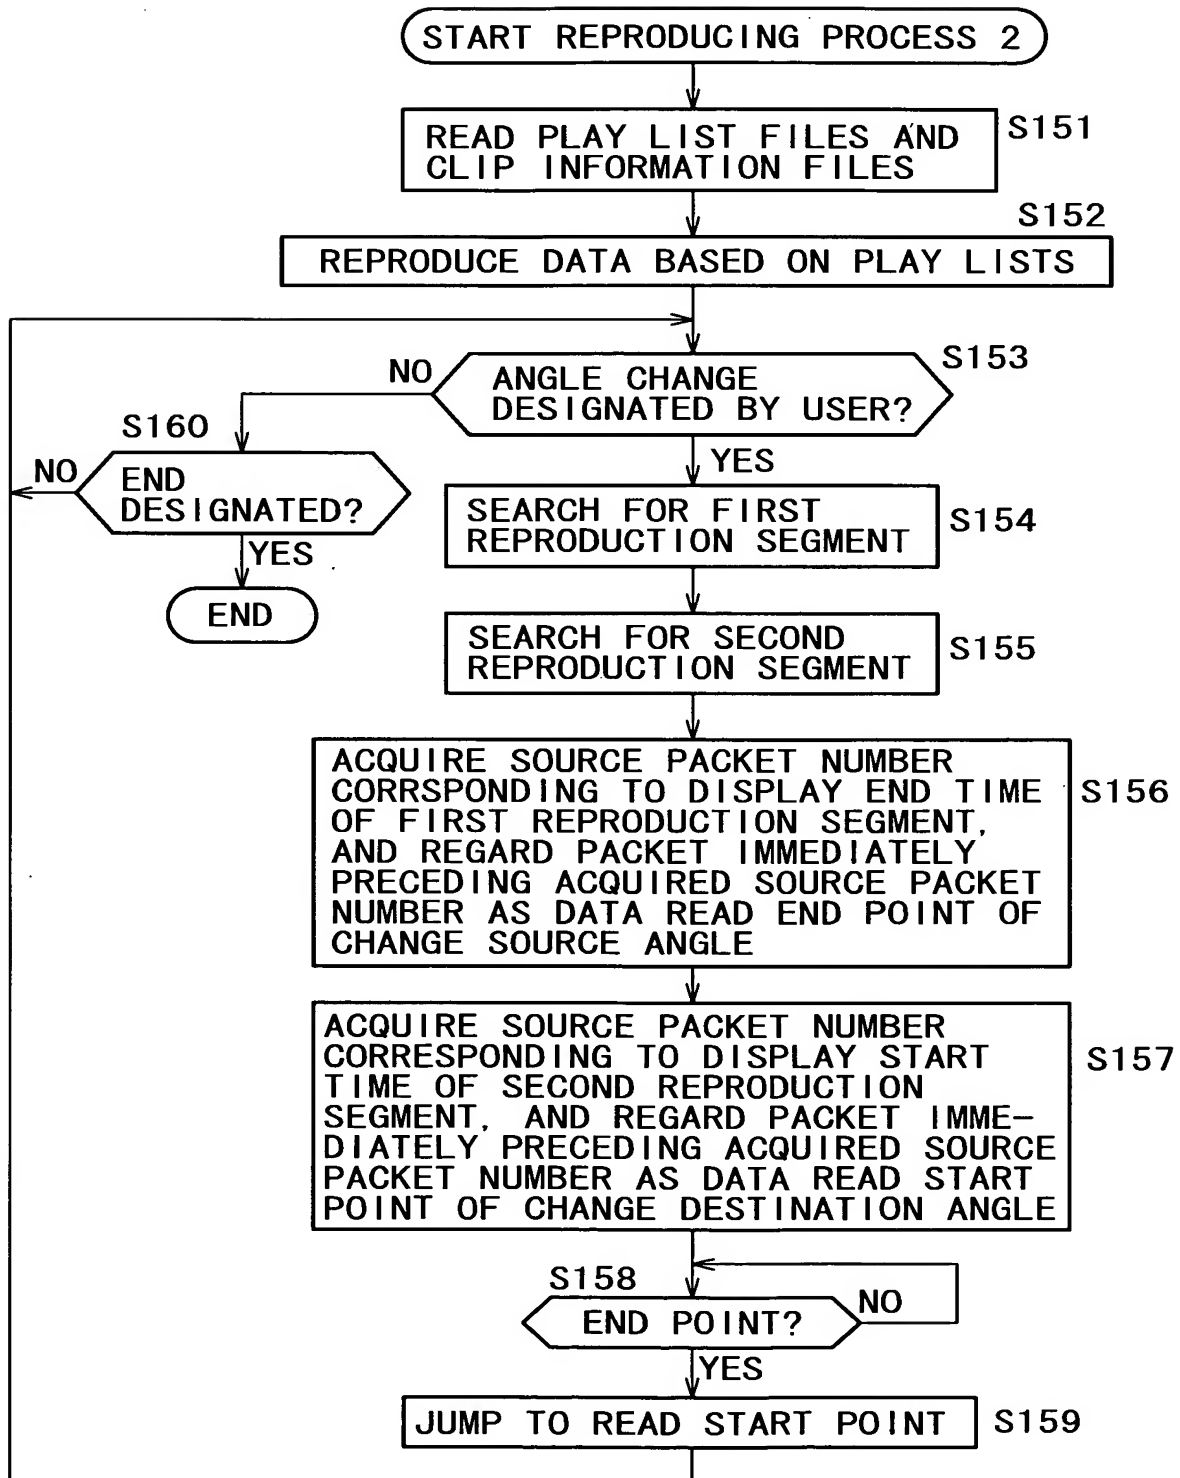 START REPRODUCING PROCESS 2
READ PLAY LIST FILES AND
CLIP INFORMATION FILES
S151
S152
REPRODUCE DATA BASED ON PLAY LISTS
S153
NO
ANGLE CHANGE
DESIGNATED BY USER?
S160
NO
END
DESIGNATED?
YES
YES
END
SEARCH FOR FIRST
REPRODUCTION SEGMENT
S154
SEARCH FOR SECOND
REPRODUCTION SEGMENT
S155
ACQUIRE SOURCE PACKET NUMBER
CORRSPONDING TO DISPLAY END TIME
OF FIRST REPRODUCTION SEGMENT,
AND REGARD PACKET IMMEDIATELY
PRECEDING ACQUIRED SOURCE PACKET
NUMBER AS DATA READ END POINT OF
CHANGE SOURCE ANGLE
S156
ACQUIRE SOURCE PACKET NUMBER
CORRESPONDING TO DISPLAY START
TIME OF SECOND REPRODUCTION
SEGMENT, AND REGARD PACKET IMME-
DIATELY PRECEDING ACQUIRED SOURCE
PACKET NUMBER AS DATA READ START
POINT OF CHANGE DESTINATION ANGLE
S157
S158
END POINT?
NO
YES
JUMP TO READ START POINT
S159